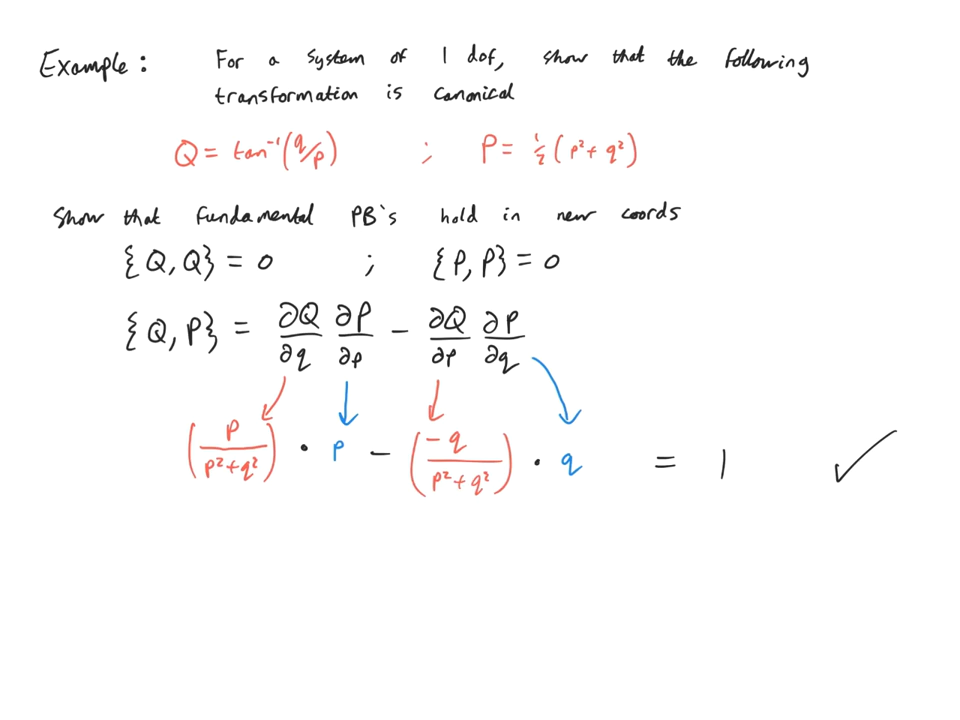 Example: For a system of 1 dof, show that the following
transformation is canonical
Q = tan⁻¹(q/p) ; P = ½(p² + q²)
Show that fundamental PB's hold in new coords
{Q, Q} = 0 ; {P, P} = 0
{Q, P} = ∂Q/∂q ∂P/∂p − ∂Q/∂p ∂P/∂q
(p/(p² + q²)) · p − (−q/(p² + q²)) · q = 1 ✓